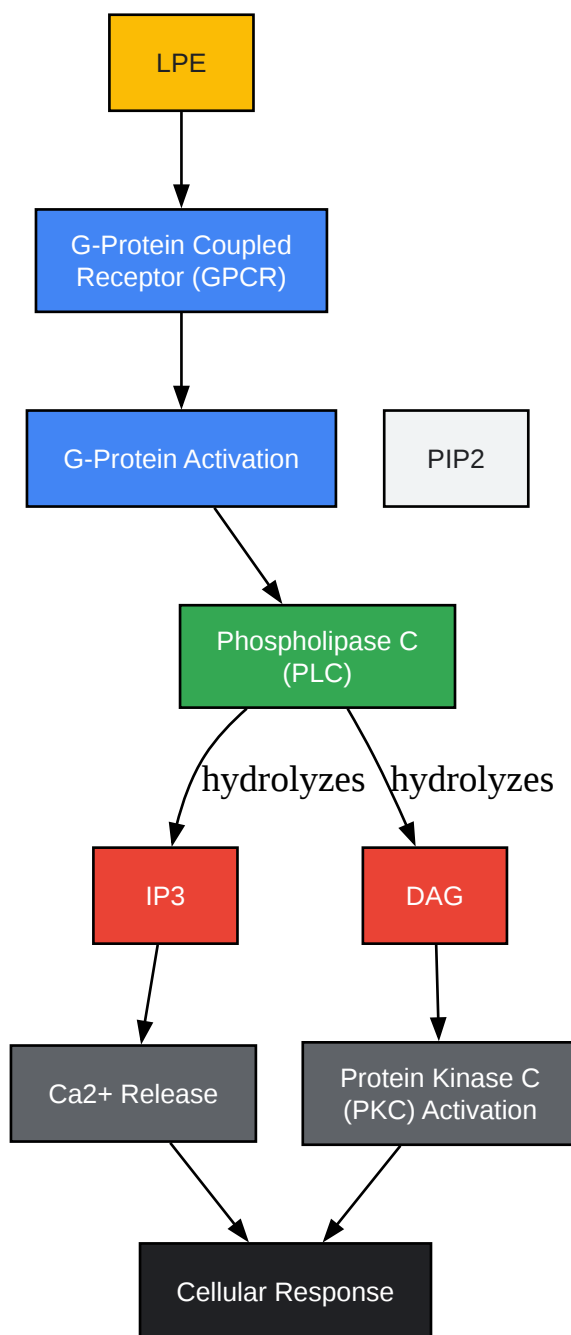 LPE
G-Protein Coupled
Receptor (GPCR)
G-Protein Activation
PIP2
Phospholipase C
(PLC)
hydrolyzes
hydrolyzes
IP3
DAG
Ca2+ Release
Protein Kinase C
(PKC) Activation
Cellular Response